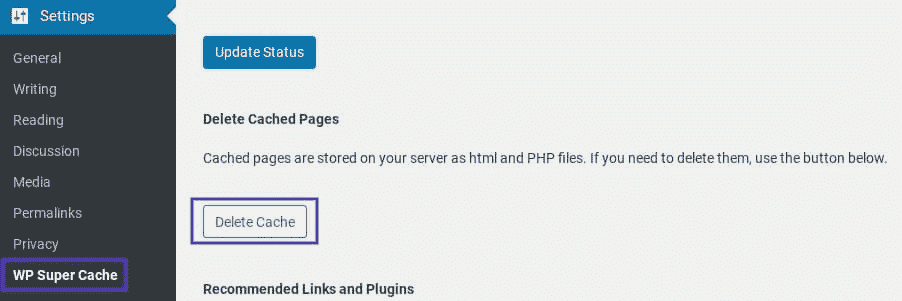 Settings
General
Writing
Reading
Discussion
Media
Permalinks
Privacy
WP Super Cache
Update Status
Delete Cached Pages
Cached pages are stored on your server as html and PHP files. If you need to delete them, use the button below.
Delete Cache
Recommended Links and Plugins